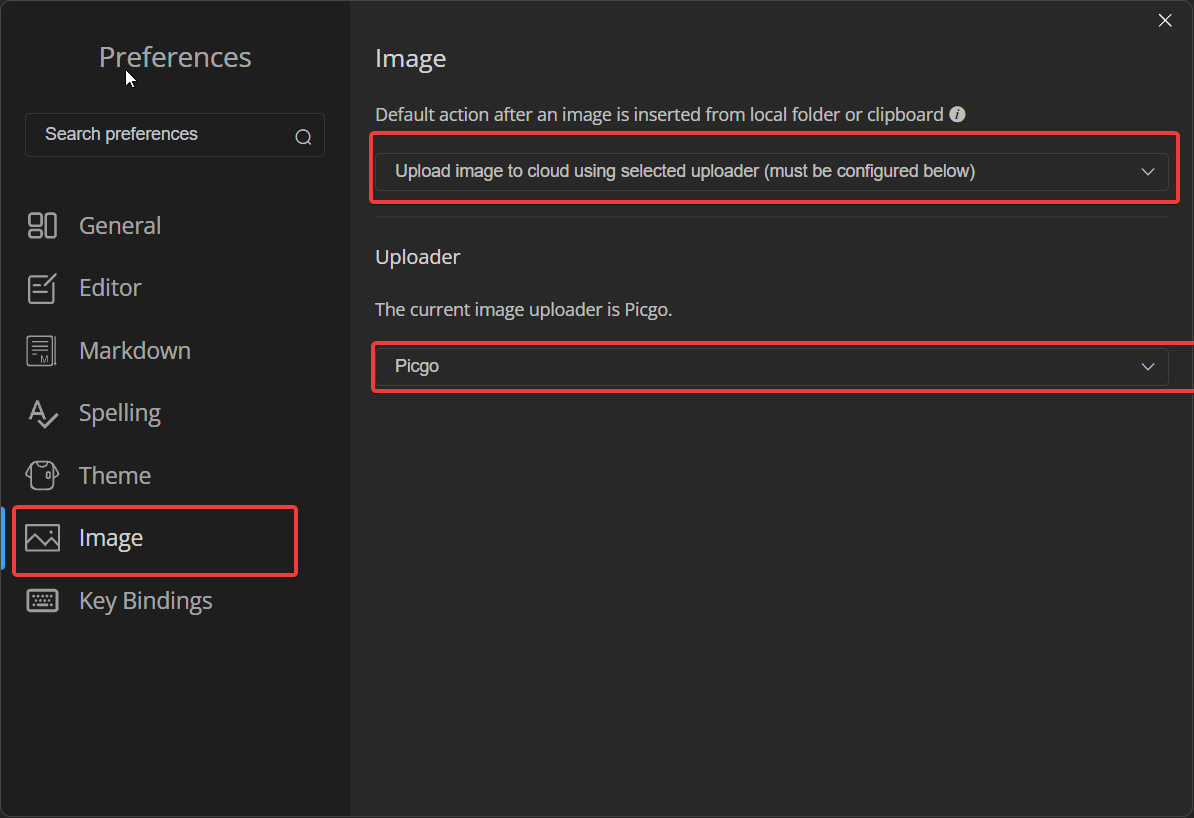 Preferences
Search preferences
General
Editor
Markdown
Spelling
Theme
Image
Key Bindings
Image
Default action after an image is inserted from local folder or clipboard
Upload image to cloud using selected uploader (must be configured below)
Uploader
The current image uploader is Picgo.
Picgo